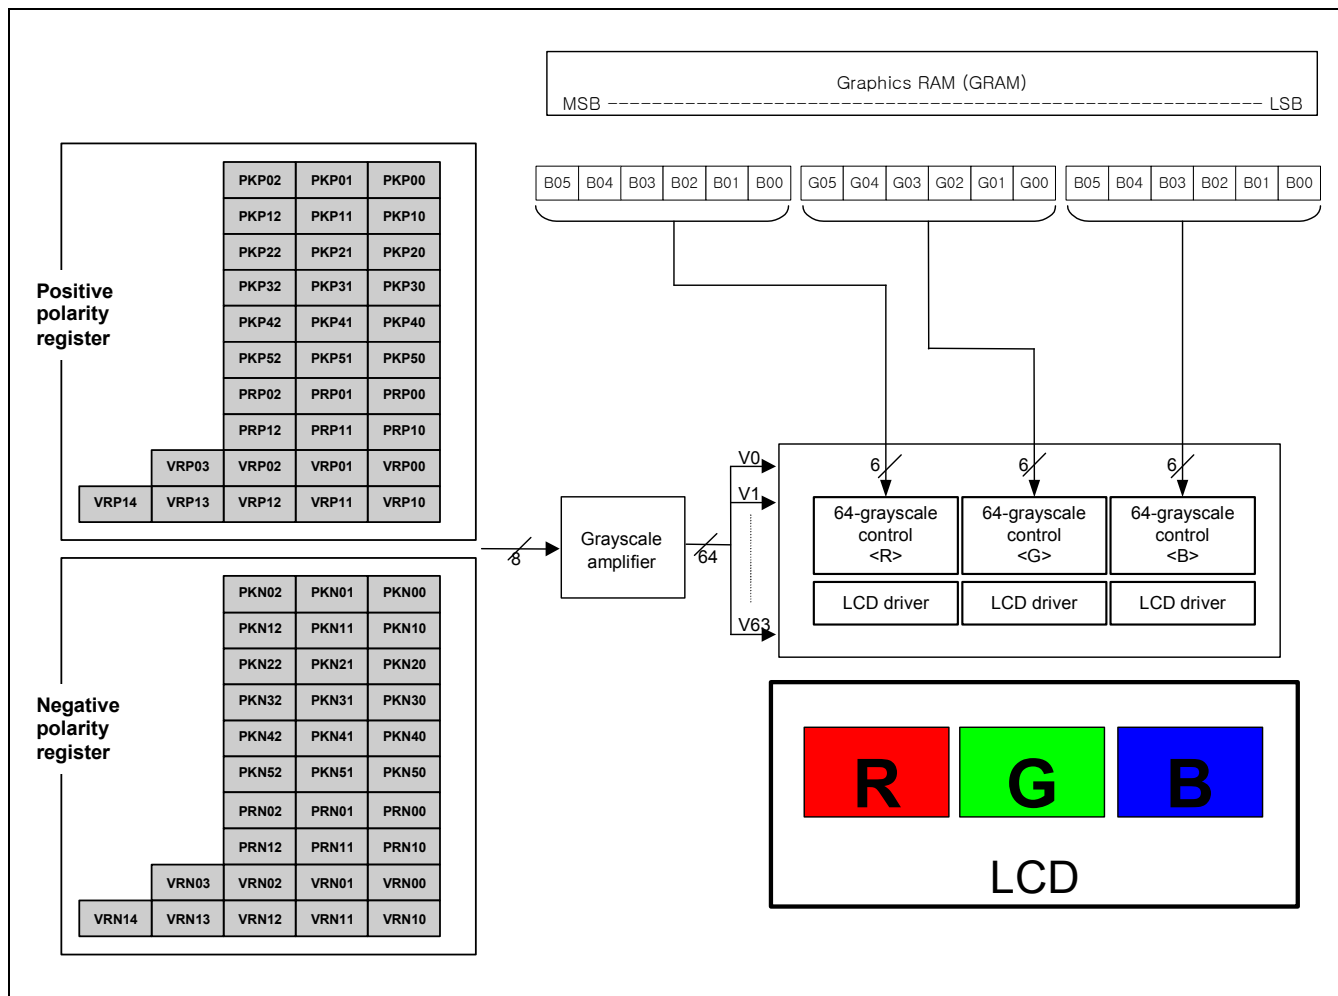 Graphics RAM (GRAM)
MSB ------------------------------------------------------------------------ LSB
B05 B04 B03 B02 B01 B00 G05 G04 G03 G02 G01 G00 B05 B04 B03 B02 B01 B00
Positive
polarity
register
PKP02 PKP01 PKP00
PKP12 PKP11 PKP10
PKP22 PKP21 PKP20
PKP32 PKP31 PKP30
PKP42 PKP41 PKP40
PKP52 PKP51 PKP50
PRP02 PRP01 PRP00
PRP12 PRP11 PRP10
VRP03 VRP02 VRP01 VRP00
VRP14 VRP13 VRP12 VRP11 VRP10
Negative
polarity
register
PKN02 PKN01 PKN00
PKN12 PKN11 PKN10
PKN22 PKN21 PKN20
PKN32 PKN31 PKN30
PKN42 PKN41 PKN40
PKN52 PKN51 PKN50
PRN02 PRN01 PRN00
PRN12 PRN11 PRN10
VRN03 VRN02 VRN01 VRN00
VRN14 VRN13 VRN12 VRN11 VRN10
8
Grayscale
amplifier
64
V0
V1
V63
6 6 6
64-grayscale
control
<R>
64-grayscale
control
<G>
64-grayscale
control
<B>
LCD driver LCD driver LCD driver
R G B
LCD